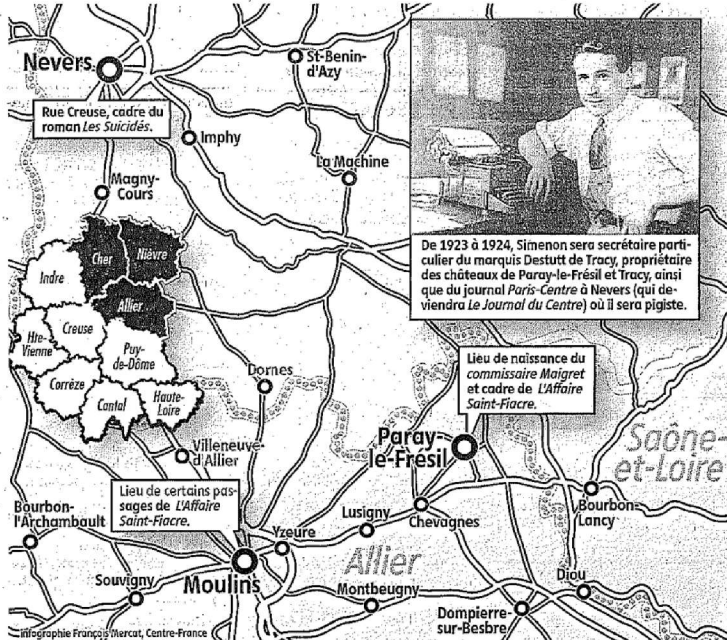 Nevers
St-Benin-
d'Azy
Rue Creuse, cadre du
roman Les Suicidés.
Imphy
La Machine
Magny-
Cours
De 1923 à 1924, Simenon sera secrétaire parti-
culier du marquis Destutt de Tracy, propriétaire
des châteaux de Paray-le-Frésil et Tracy, ainsi
que du journal Paris-Centre à Nevers (qui de-
viendra Le Journal du Centre) où il sera pigiste.
Cher
Nièvre
Indre
Allier
Creuse
Hte-
Vienne
Puy-
de-Dôme
Corrèze
Cantal
Haute-
Loire
Dornes
Lieu de naissance du
commissaire Maigret
et cadre de L'Affaire
Saint-Fiacre.
Villeneuve-
d'Allier
Paray-
le-Frésil
Saône-
et-Loire
Lieu de certains pas-
sages de L'Affaire
Saint-Fiacre.
Bourbon-
l'Archambault
Lusigny
Chevagnes
Bourbon-
Lancy
Yzeure
Moulins
Allier
Souvigny
Montbeugny
Diou
Dompierre-
sur-Besbre
Infographie François Mercat, Centre-France